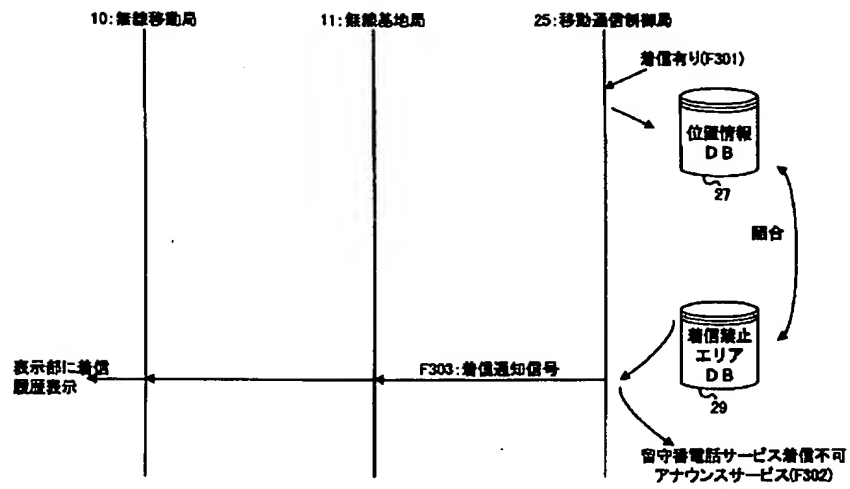 10:無線移動局
11:無線基地局
25:移動通信制御局
着信有り(F301)
位置情報
DB
27
照合
着信禁止
エリア
DB
29
表示部に着信
履歴表示
F303:着信通知信号
留守番電話サービス着信不可
アナウンスサービス(F302)